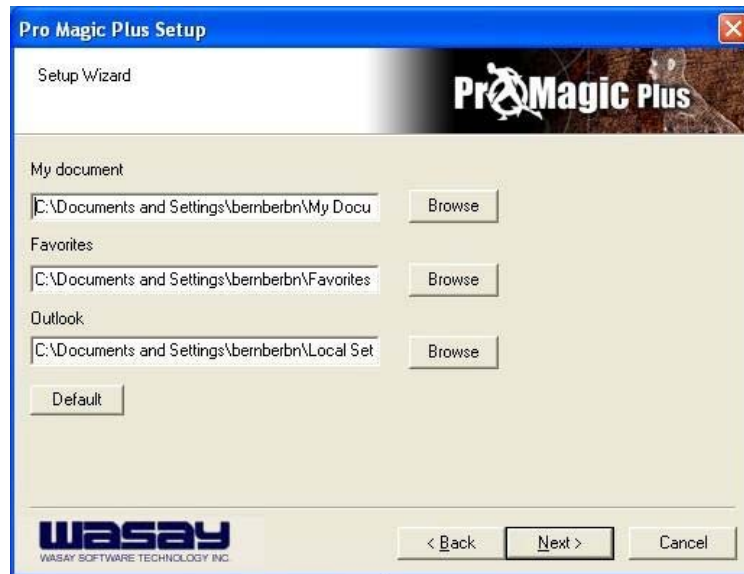 Pro Magic Plus Setup
Setup Wizard
Pro Magic Plus
My document
C:\Documents and Settings\bernberbn\My Docu
Browse
Favorites
C:\Documents and Settings\bernberbn\Favorites
Browse
Outlook
C:\Documents and Settings\bernberbn\Local Set
Browse
Default
wasay
WASAY SOFTWARE TECHNOLOGY INC.
< Back
Next >
Cancel